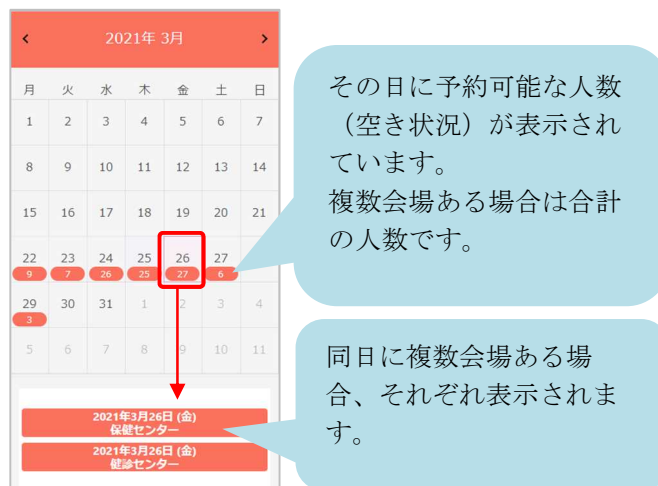 < 2021年 3月 >
月 火 水 木 金 土 日
1 2 3 4 5 6 7
8 9 10 11 12 13 14
15 16 17 18 19 20 21
22 23 24 25 26 27
9 7 26 25 27 6
29 30 31 1 2 3 4
3
5 6 7 8 9 10 11
2021年3月26日 (金)
保健センター
2021年3月26日 (金)
健診センター
その日に予約可能な人数
（空き状況）が表示され
ています。
複数会場ある場合は合計
の人数です。
同日に複数会場ある場
合、それぞれ表示されま
す。